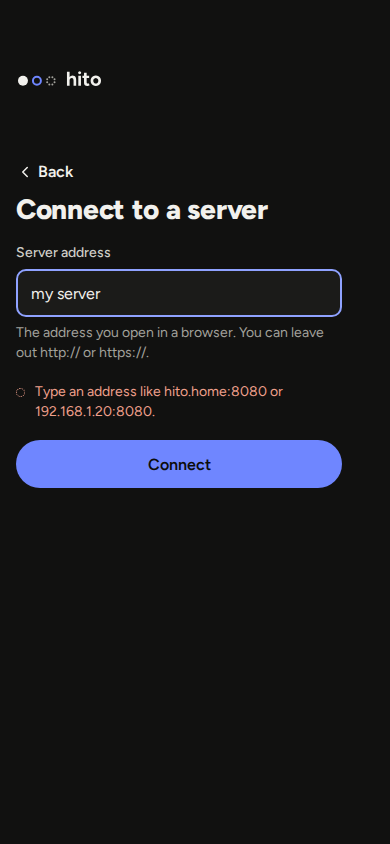 hito
Back
Connect to a server
Server address
my server
The address you open in a browser. You can leave
out http:// or https://.
Type an address like hito.home:8080 or
192.168.1.20:8080.
Connect